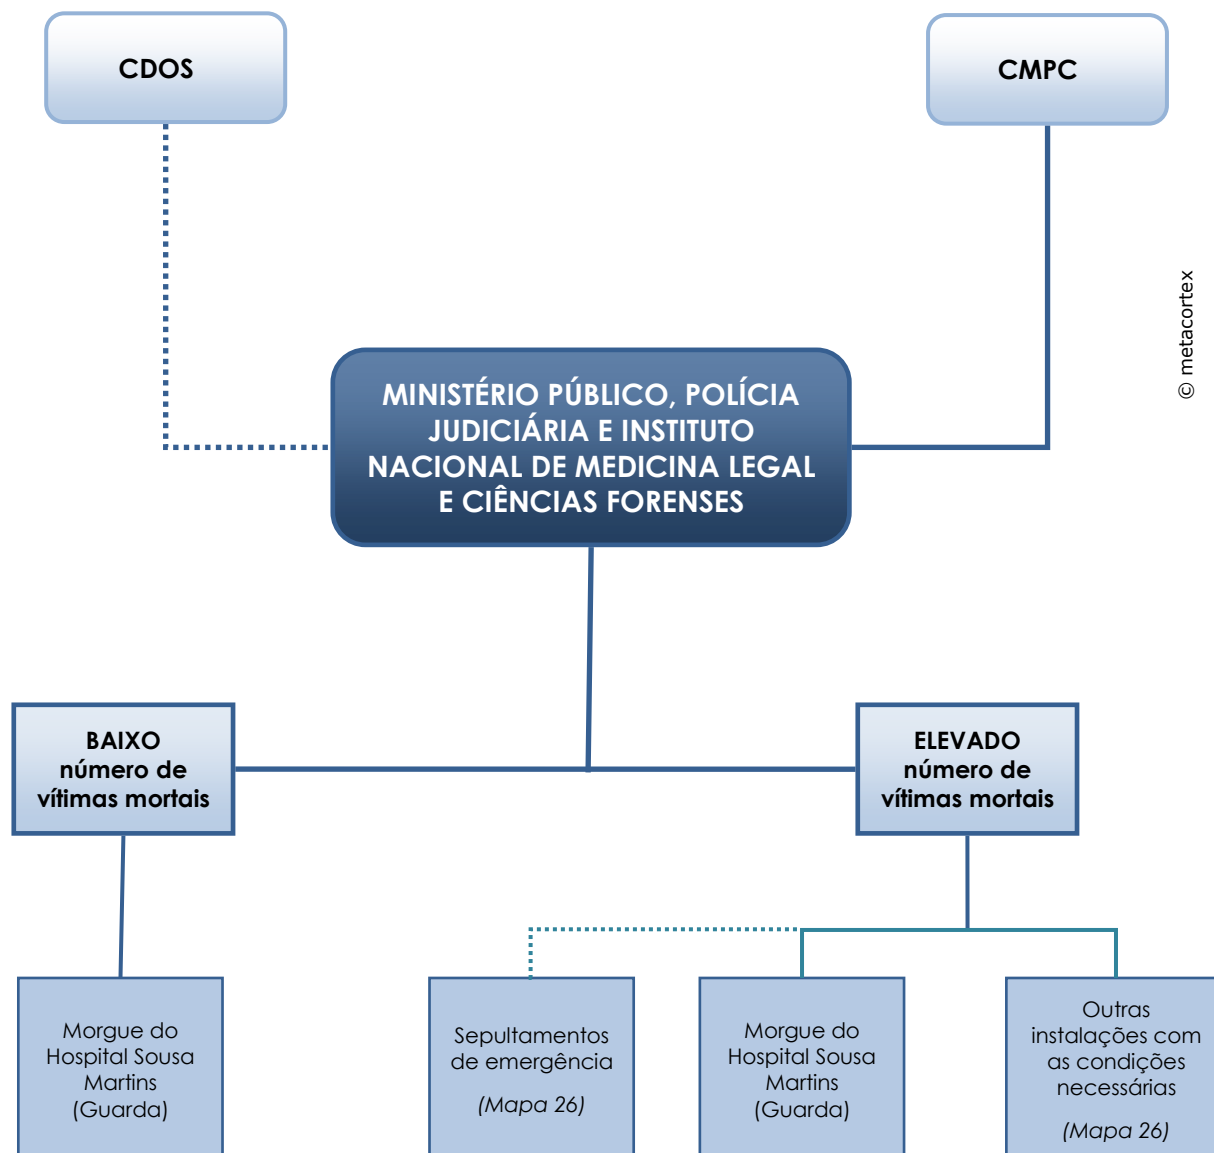 CDOS
CMPC
© metacortex
MINISTÉRIO PÚBLICO, POLÍCIA
JUDICIÁRIA E INSTITUTO
NACIONAL DE MEDICINA LEGAL
E CIÊNCIAS FORENSES
BAIXO
número de
vítimas mortais
ELEVADO
número de
vítimas mortais
Morgue do
Hospital Sousa
Martins
(Guarda)
Sepultamentos
de emergência
(Mapa 26)
Morgue do
Hospital Sousa
Martins
(Guarda)
Outras
instalações com
as condições
necessárias
(Mapa 26)